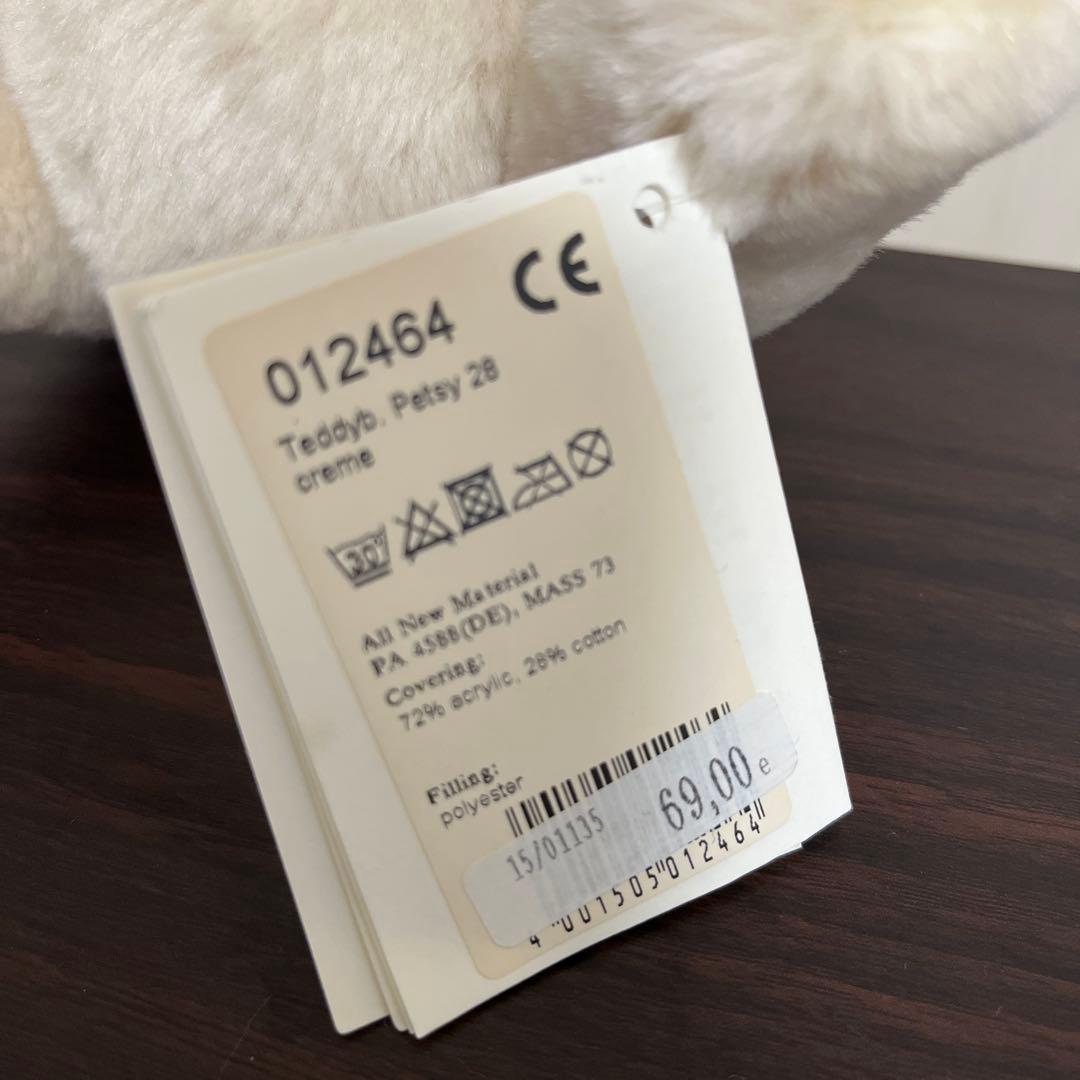 CE
012464
Teddyb. Petsy 28
creme
30°
All New Material
PA 4588(DE), MASS 73
Covering:
72% acrylic, 28% cotton
Filling:
polyester
69,00 e
15/01135
4 "001505"012464"